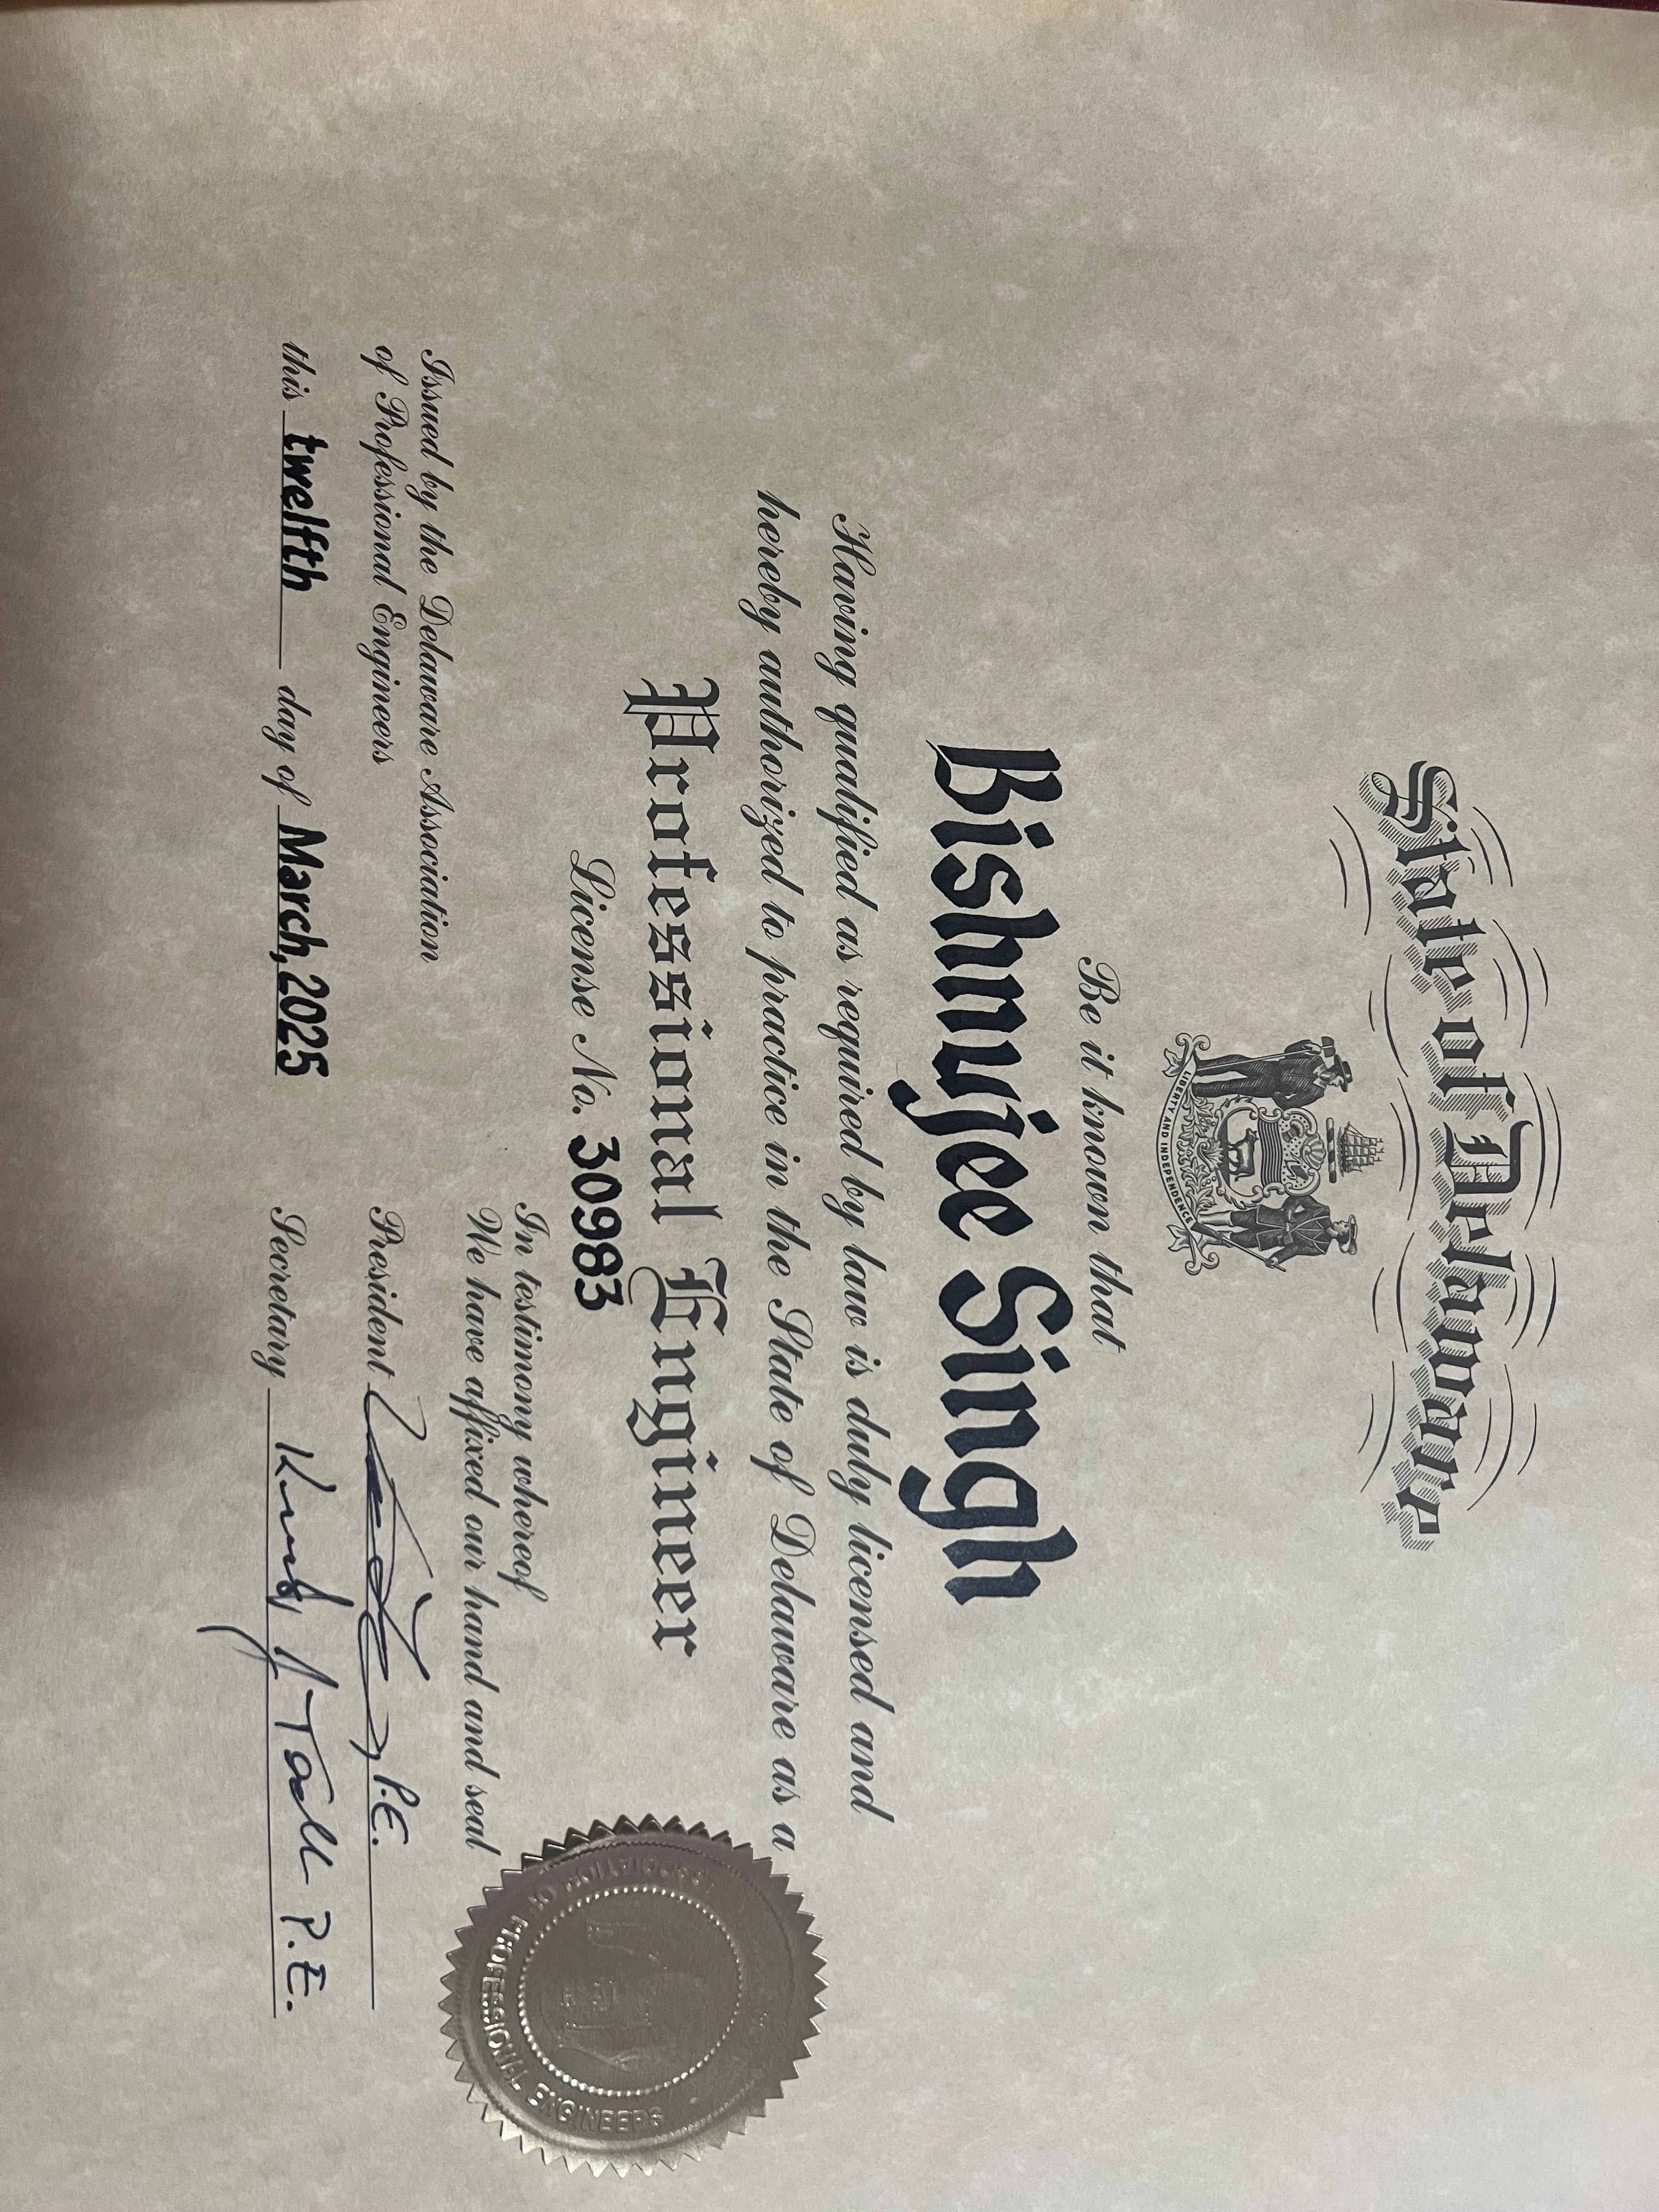 State of Delaware
LIBERTY AND INDEPENDENCE
Be it known that
Bishnujee Singh
Having qualified as required by law is duly licensed and
hereby authorized to practice in the State of Delaware as a
Professional Engineer
License No. 30983
Issued by the Delaware Association
of Professional Engineers
this twelfth day of March, 2025
In testimony whereof
We have affixed our hand and seal
President P.E.
Secretary P.E.
ASSOCIATION OF PROFESSIONAL ENGINEERS